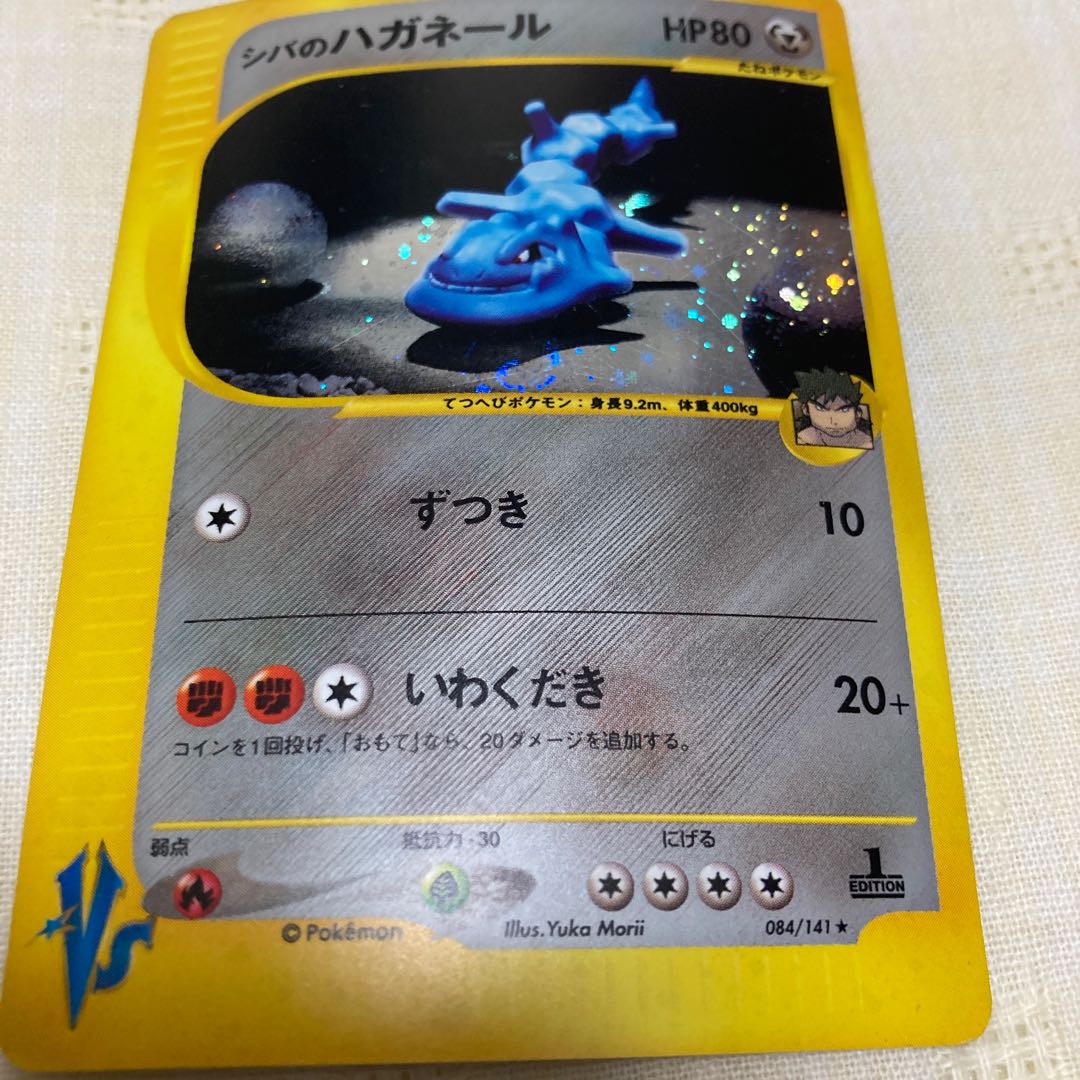 シバのハガネール HP80
たねポケモン
てつへびポケモン：身長9.2m、体重400kg
ずつき 10
いわくだき 20+
コインを1回投げ、「おもて」なら、20ダメージを追加する。
弱点 抵抗力-30 にげる
1
EDITION
©Pokémon Illus.Yuka Morii 084/141★
Vs